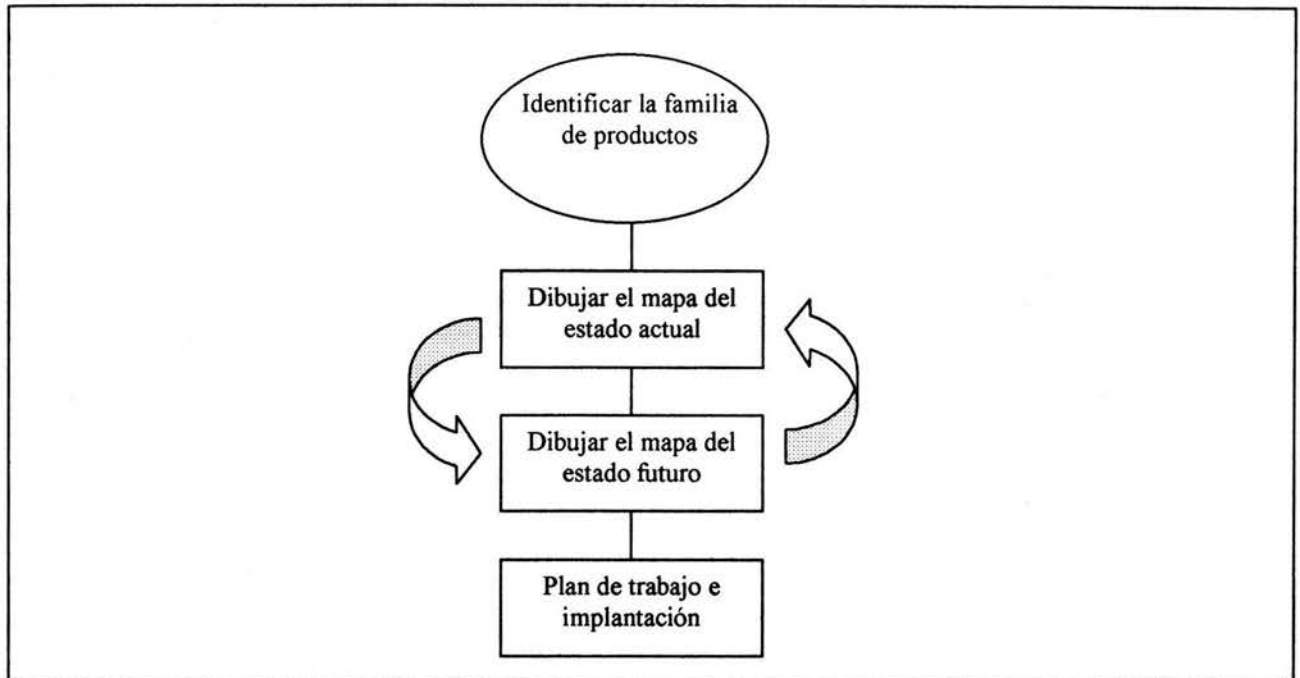 Identificar la familia
de productos
Dibujar el mapa del
estado actual
Dibujar el mapa del
estado futuro
Plan de trabajo e
implantación